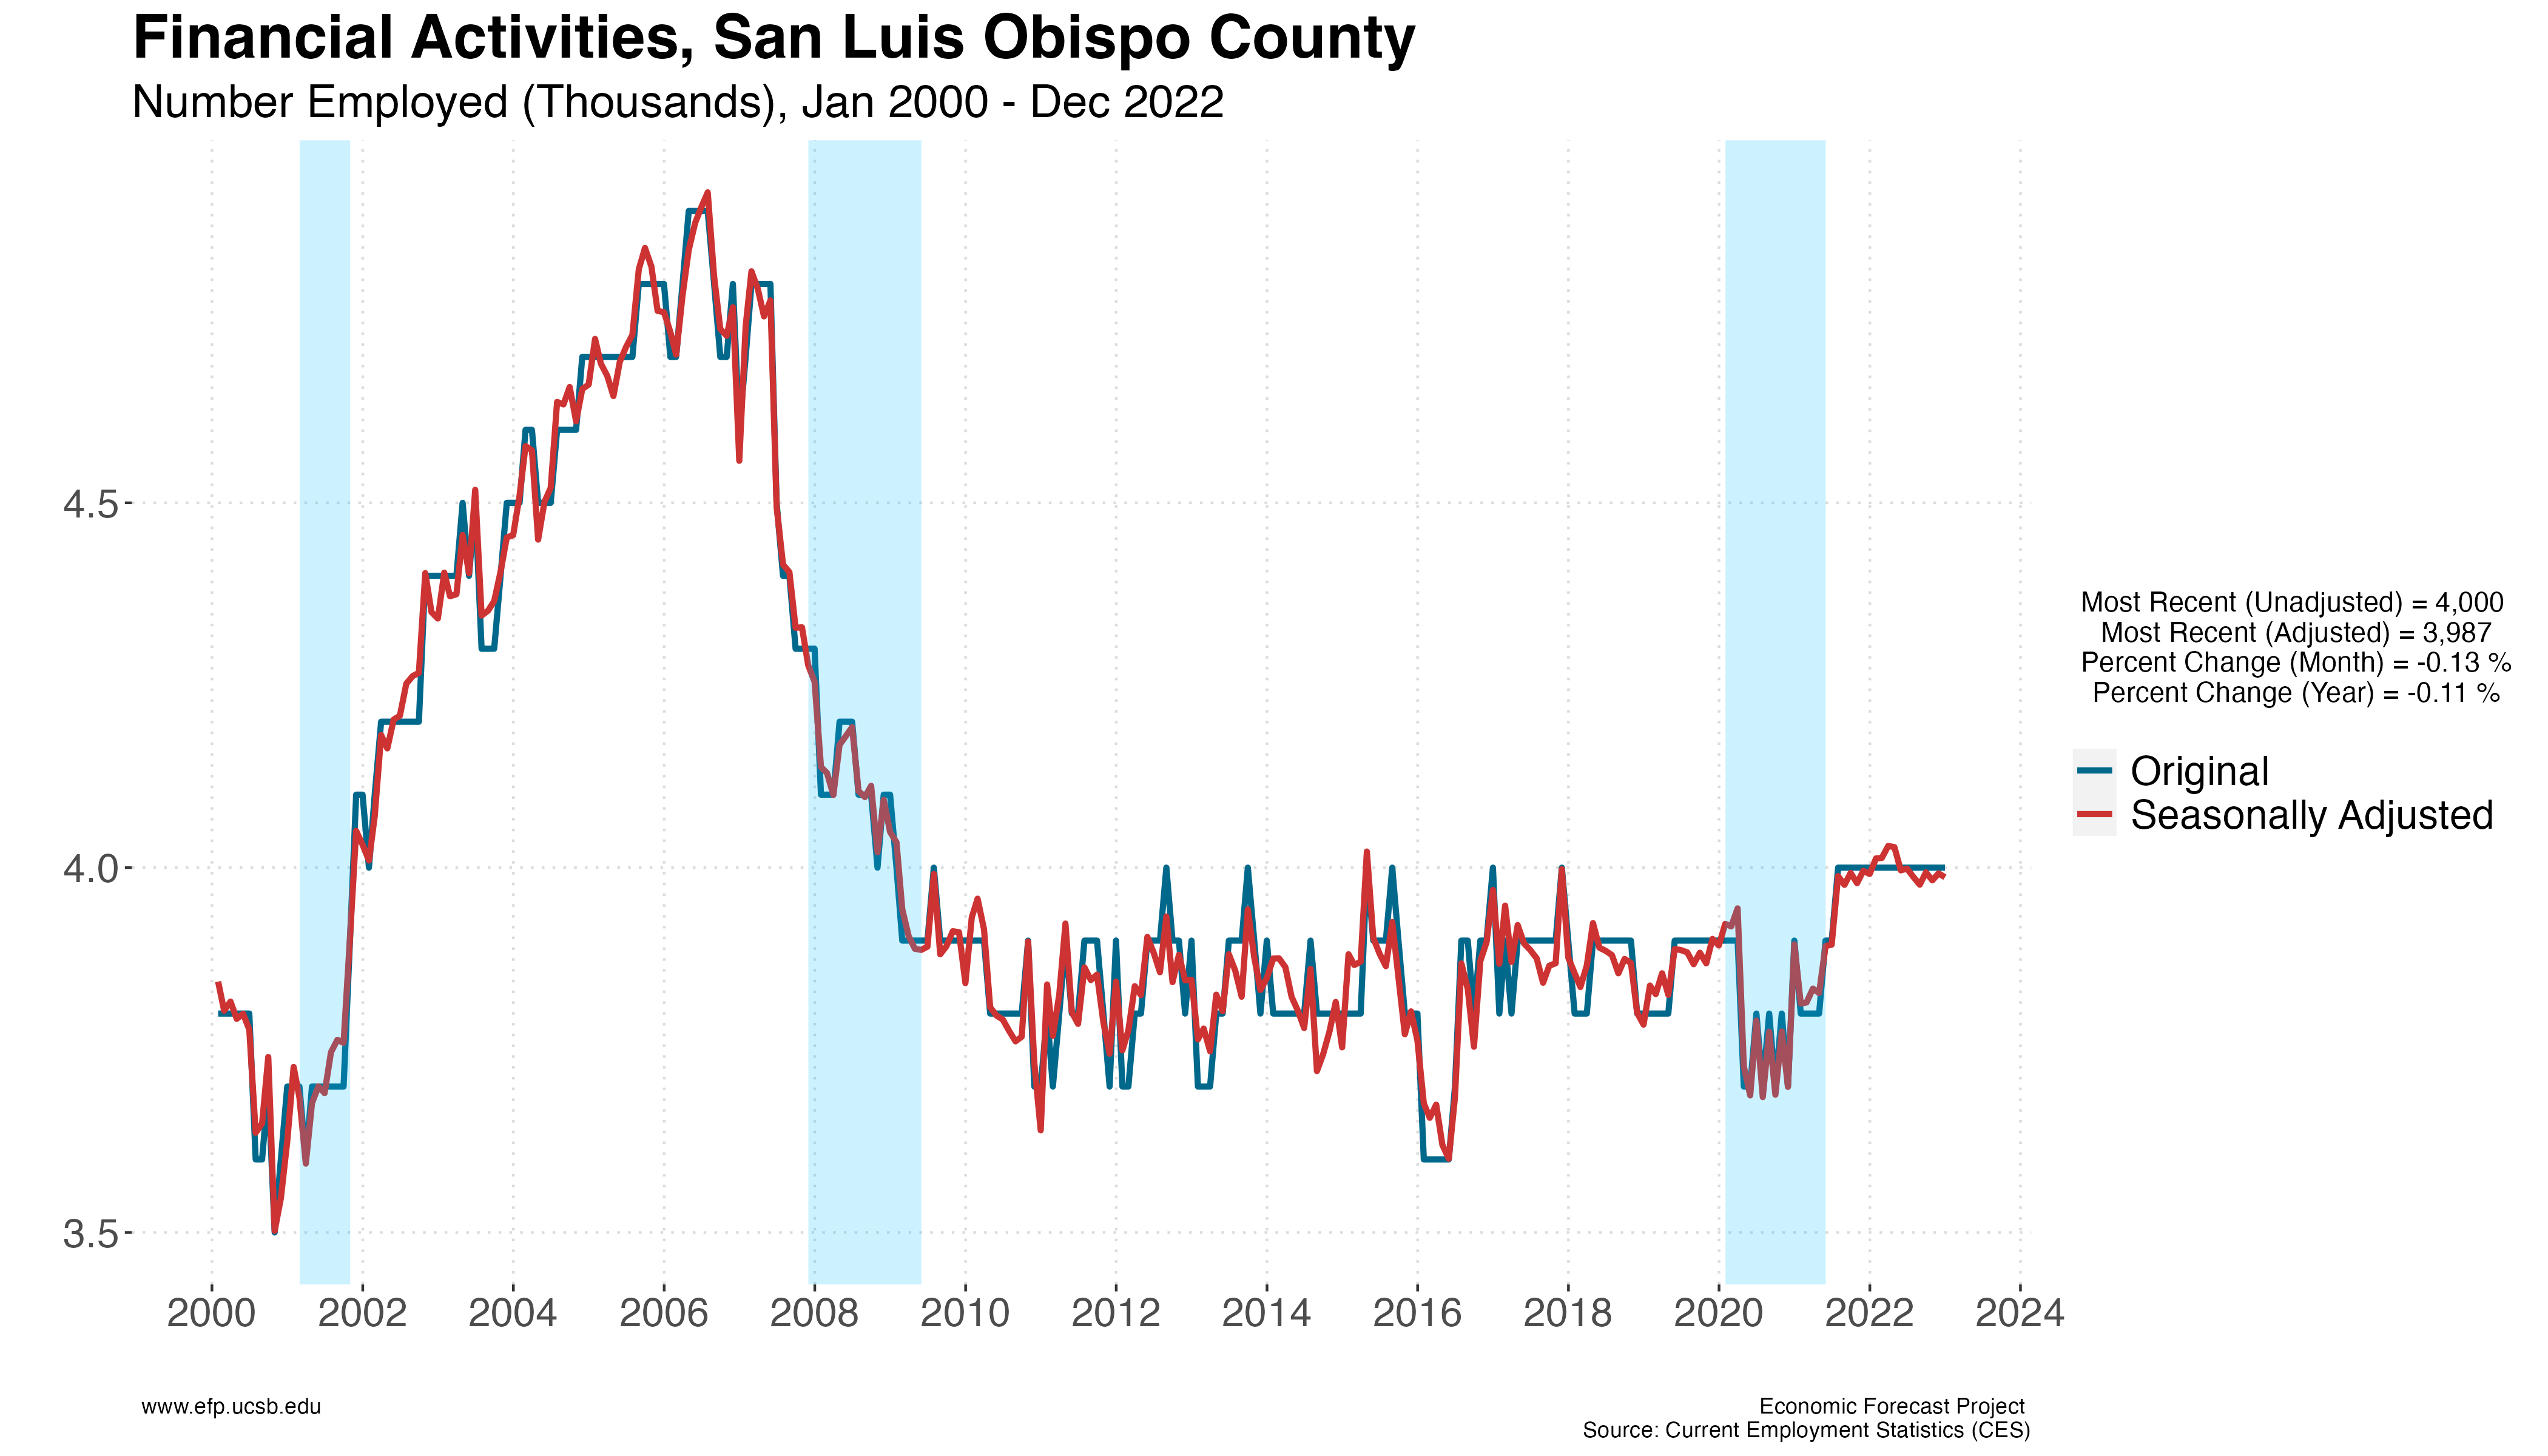 Financial Activities, San Luis Obispo County
Number Employed (Thousands), Jan 2000 - Dec 2022
4.5
4.0
3.5
2000 2002 2004 2006 2008 2010 2012 2014 2016 2018 2020 2022 2024
Most Recent (Unadjusted) = 4,000
Most Recent (Adjusted) = 3,987
Percent Change (Month) = -0.13 %
Percent Change (Year) = -0.11 %
Original
Seasonally Adjusted
www.efp.ucsb.edu
Economic Forecast Project
Source: Current Employment Statistics (CES)